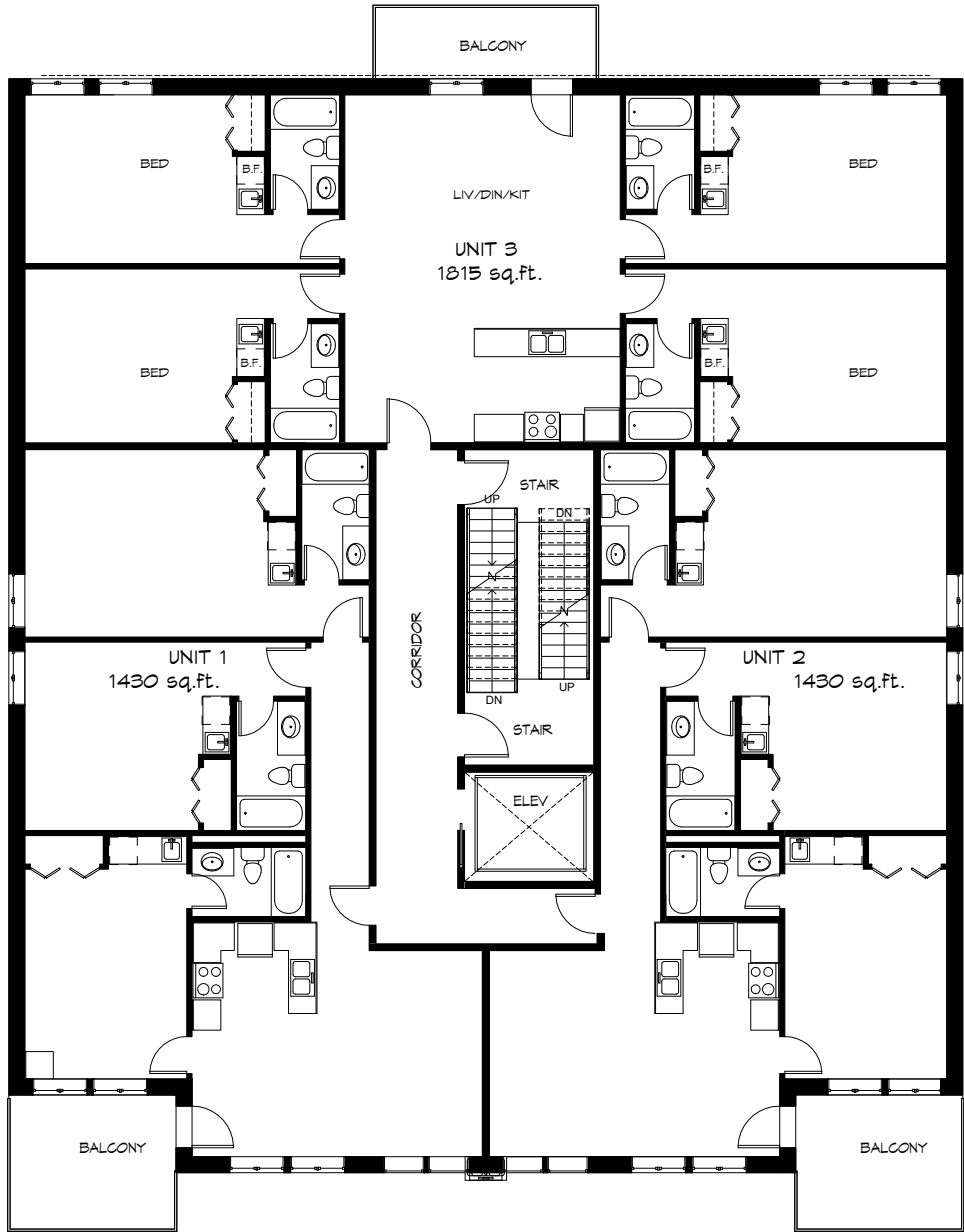 BALCONY
BED
B.F.
LIV/DIN/KIT
B.F.
BED
UNIT 3
1815 sq.ft.
BED
B.F.
B.F.
BED
STAIR
UP
DN
CORRIDOR
UNIT 1
1430 sq.ft.
UNIT 2
1430 sq.ft.
DN
UP
STAIR
ELEV
BALCONY
BALCONY